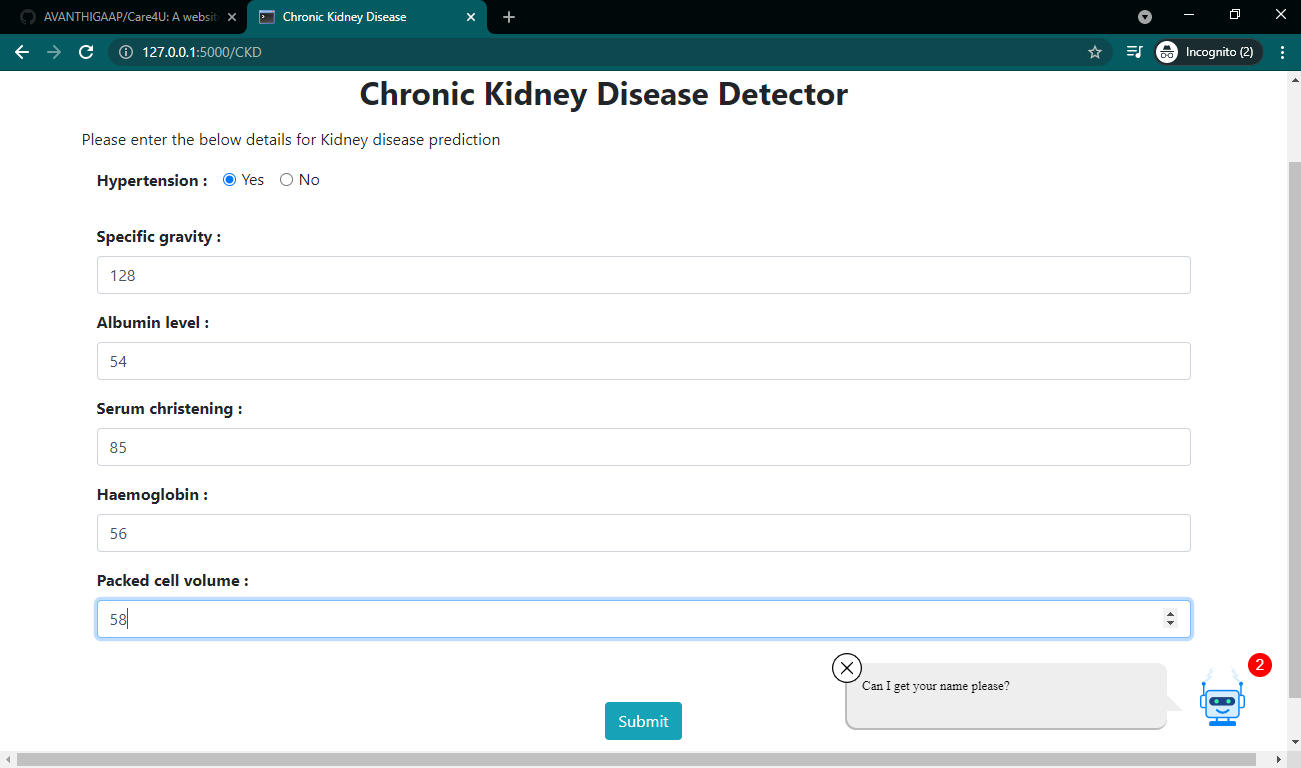 AVANTHIGAAP/Care4U: A websit
Chronic Kidney Disease
127.0.0.1:5000/CKD
Incognito (2)
Chronic Kidney Disease Detector
Please enter the below details for Kidney disease prediction
Hypertension : Yes No
Specific gravity :
128
Albumin level :
54
Serum christening :
85
Haemoglobin :
56
Packed cell volume :
58
2
Can I get your name please?
Submit